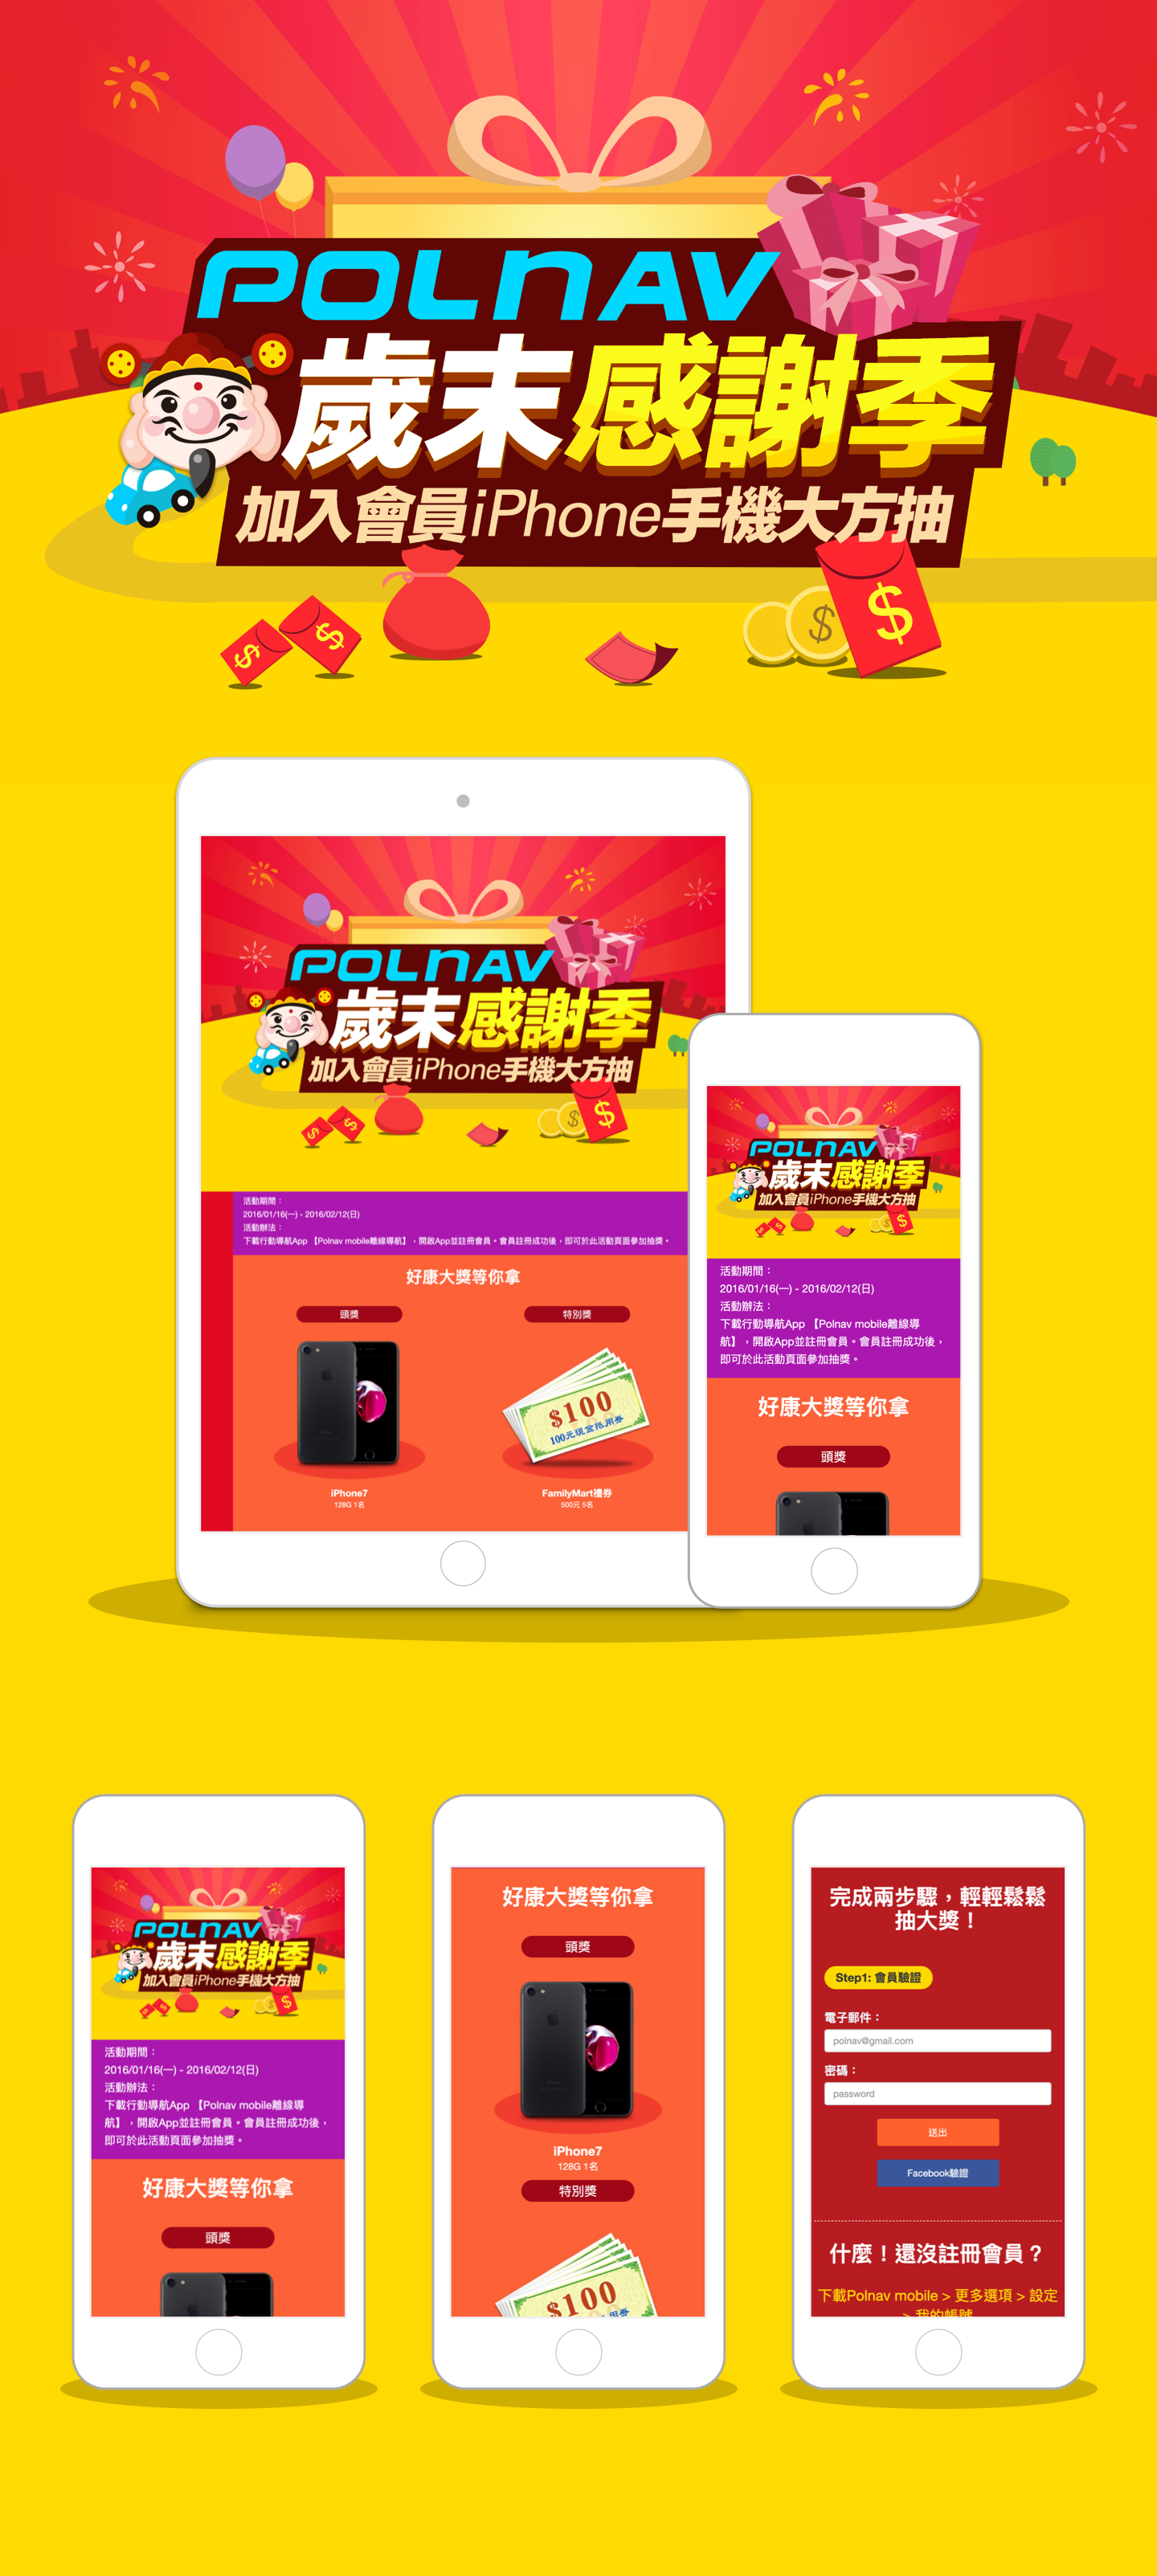 POLNAV
歲末感謝季
加入會員iPhone手機大方抽
$
$
$
$
POLNAV
歲末感謝季
加入會員iPhone手機大方抽
$
$
$
$
活動期間：
2016/01/16(一) - 2016/02/12(日)
活動辦法：
下載行動導航App 【Polnav mobile離線導航】，開啟App並註冊會員。會員註冊成功後，即可於此活動頁面參加抽獎。
好康大獎等你拿
頭獎
特別獎
$100
100元現金抵用券
iPhone7
128G 1名
FamilyMart禮券
500元 5名
POLNAV
歲末感謝季
加入會員iPhone手機大方抽
$
活動期間：
2016/01/16(一) - 2016/02/12(日)
活動辦法：
下載行動導航App 【Polnav mobile離線導
航】，開啟App並註冊會員。會員註冊成功後，
即可於此活動頁面參加抽獎。
好康大獎等你拿
頭獎
POLNAV
歲末感謝季
加入會員iPhone手機大方抽
$
活動期間：
2016/01/16(一) - 2016/02/12(日)
活動辦法：
下載行動導航App 【Polnav mobile離線導
航】，開啟App並註冊會員。會員註冊成功後，
即可於此活動頁面參加抽獎。
好康大獎等你拿
頭獎
好康大獎等你拿
頭獎
iPhone7
128G 1名
特別獎
$100
完成兩步驟，輕輕鬆鬆
抽大獎！
Step1: 會員驗證
電子郵件：
polnav@gmail.com
密碼：
password
送出
Facebook驗證
什麼！還沒註冊會員？
下載Polnav mobile > 更多選項 > 設定
> 我的帳號